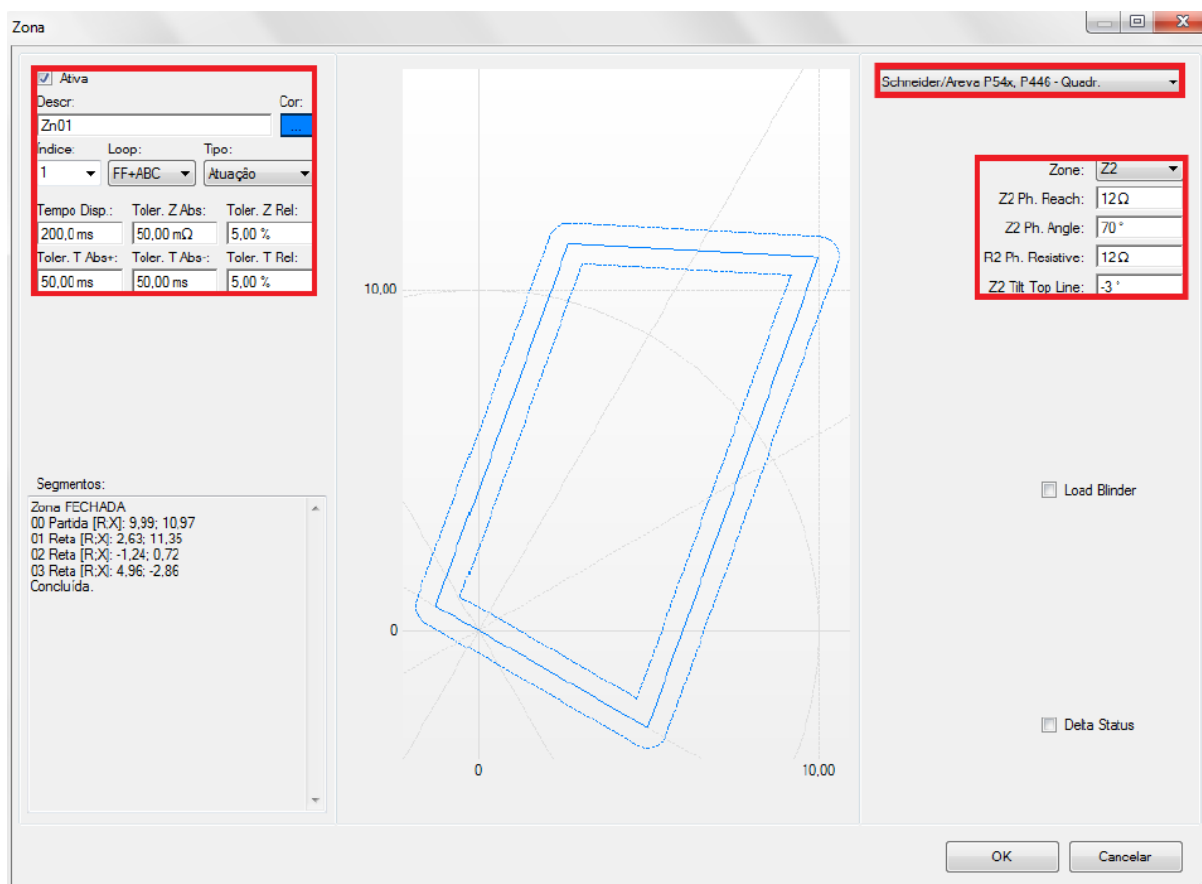 Zona
Ativa
Descr:
Cor:
Zn01
...
Índice:
Loop:
Tipo:
1
FF+ABC
Atuação
Tempo Disp.:
Toler. Z Abs:
Toler. Z Rel:
200,0 ms
50,00 mΩ
5,00 %
Toler. T Abs+:
Toler. T Abs-:
Toler. T Rel:
50,00 ms
50,00 ms
5,00 %
Segmentos:
Zona FECHADA
00 Partida [R;X]: 9,99; 10,97
01 Reta [R;X]: 2,63; 11,35
02 Reta [R;X]: -1,24; 0,72
03 Reta [R;X]: 4,96; -2,86
Concluída.
10,00
0
0
10,00
Schneider/Areva P54x, P446 - Quadr.
Zone: Z2
Z2 Ph. Reach: 12Ω
Z2 Ph. Angle: 70 °
R2 Ph. Resistive: 12Ω
Z2 Tilt Top Line: -3 °
Load Blinder
Delta Status
OK
Cancelar